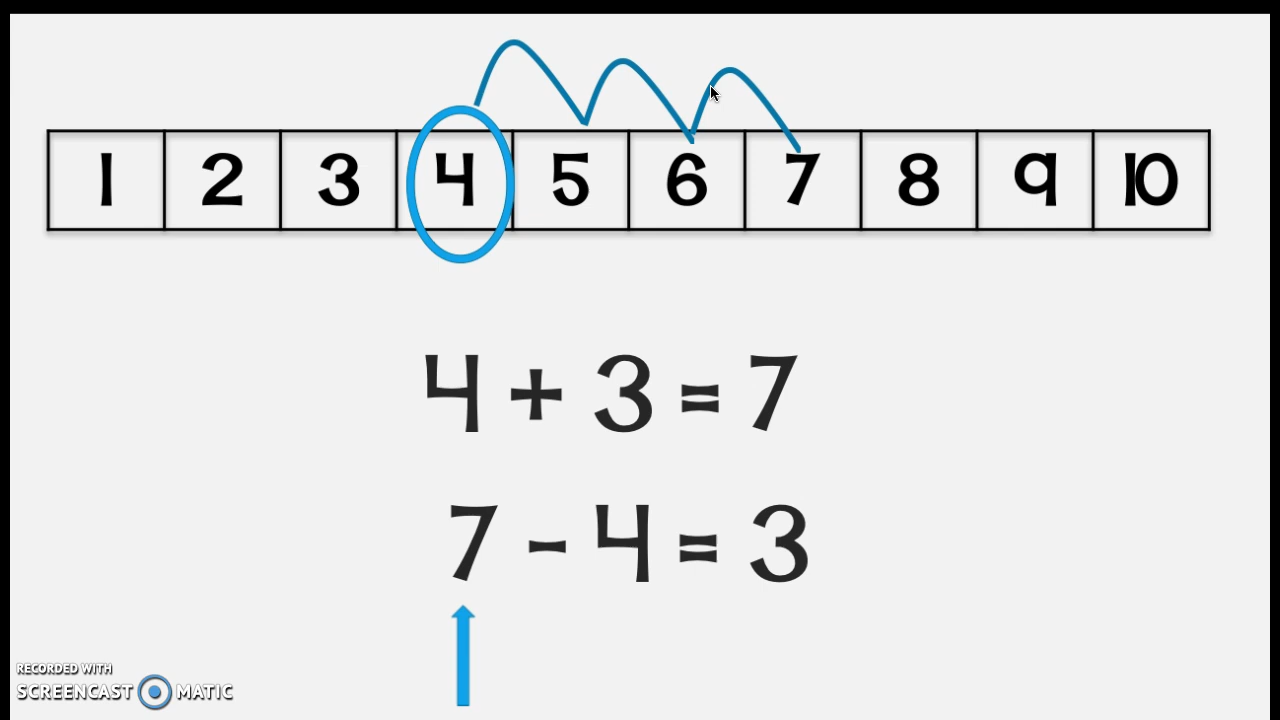 1 2 3 4 5 6 7 8 9 10
4 + 3 = 7
7 - 4 = 3
RECORDED WITH
SCREENCAST MATIC